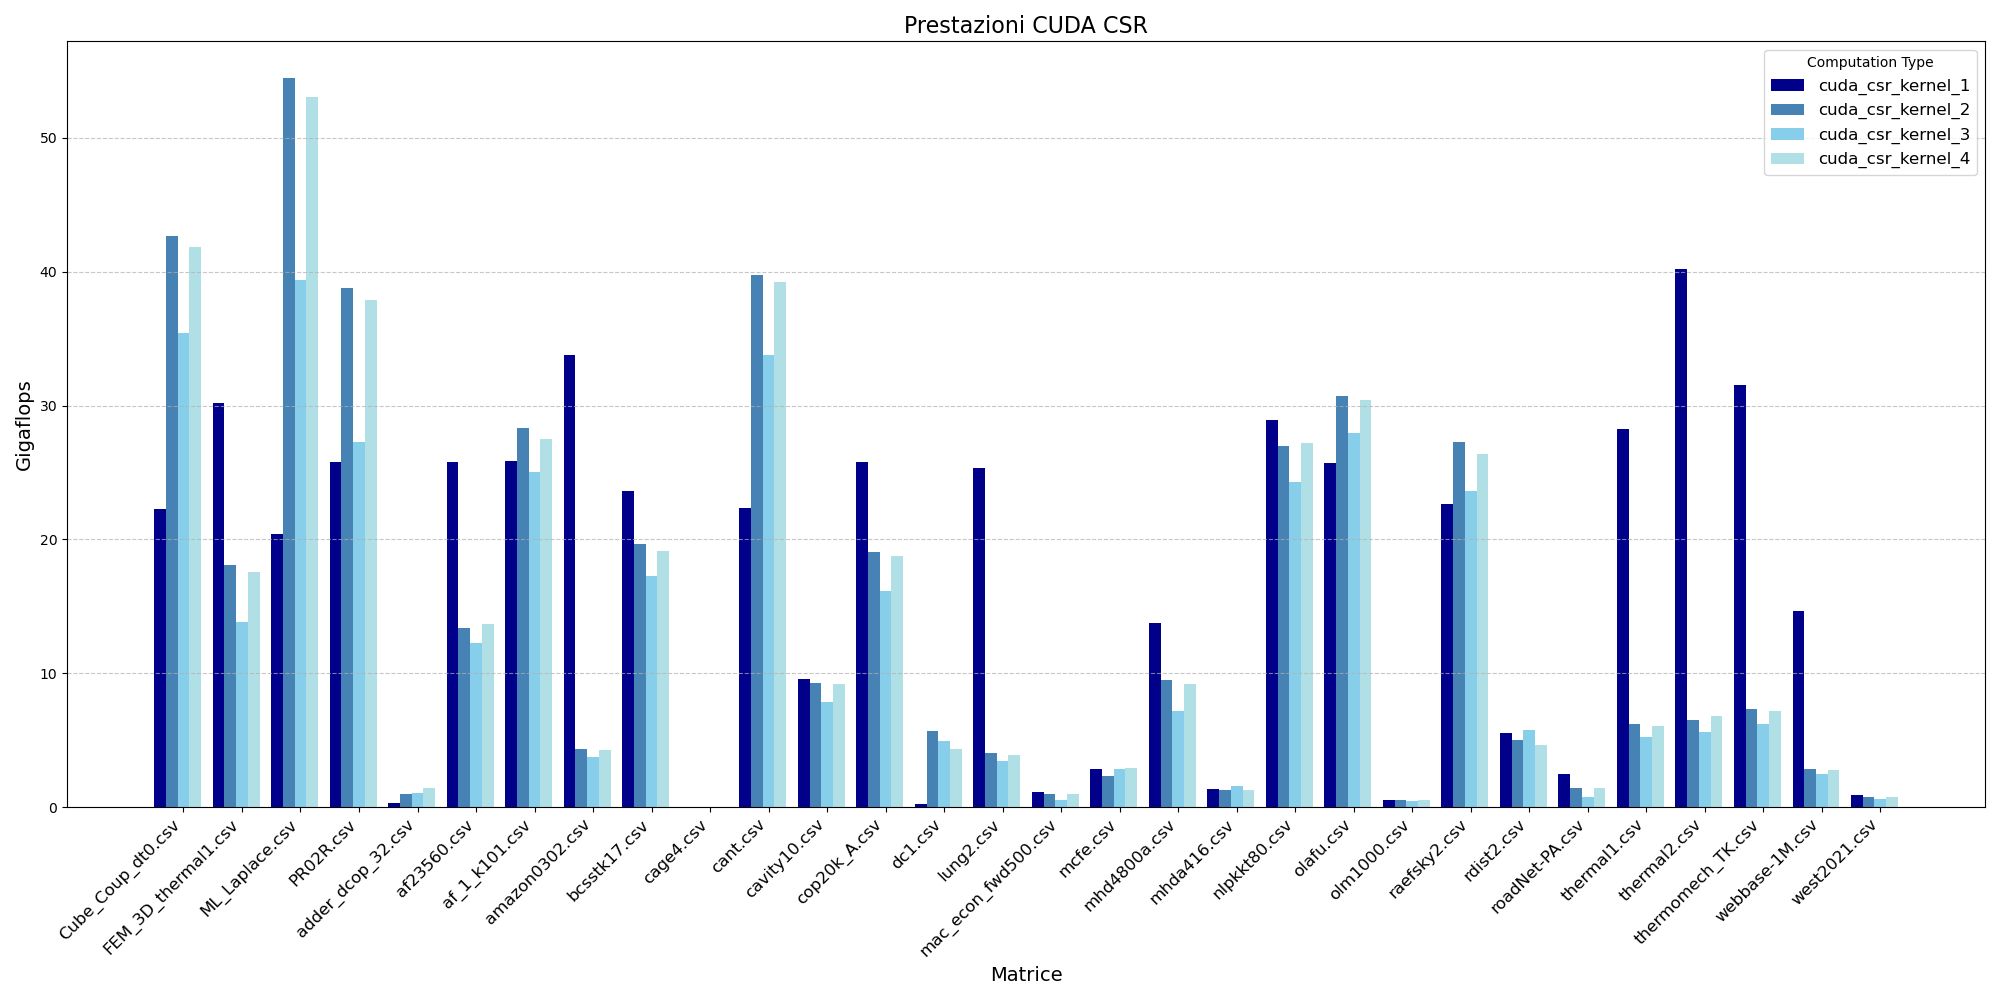 Prestazioni CUDA CSR
Computation Type
cuda_csr_kernel_1
cuda_csr_kernel_2
cuda_csr_kernel_3
cuda_csr_kernel_4
Gigaflops
50
40
30
20
10
0
Cube_Coup_dt0.csv
FEM_3D_thermal1.csv
ML_Laplace.csv
PR02R.csv
adder_dcop_32.csv
af23560.csv
af_1_k101.csv
amazon0302.csv
bcsstk17.csv
cage4.csv
cant.csv
cavity10.csv
cop20k_A.csv
dc1.csv
lung2.csv
mac_econ_fwd500.csv
mcfe.csv
mhd4800a.csv
mhda416.csv
nlpkkt80.csv
olafu.csv
olm1000.csv
raefsky2.csv
rdist2.csv
roadNet-PA.csv
thermal1.csv
thermal2.csv
thermomech_TK.csv
webbase-1M.csv
west2021.csv
Matrice